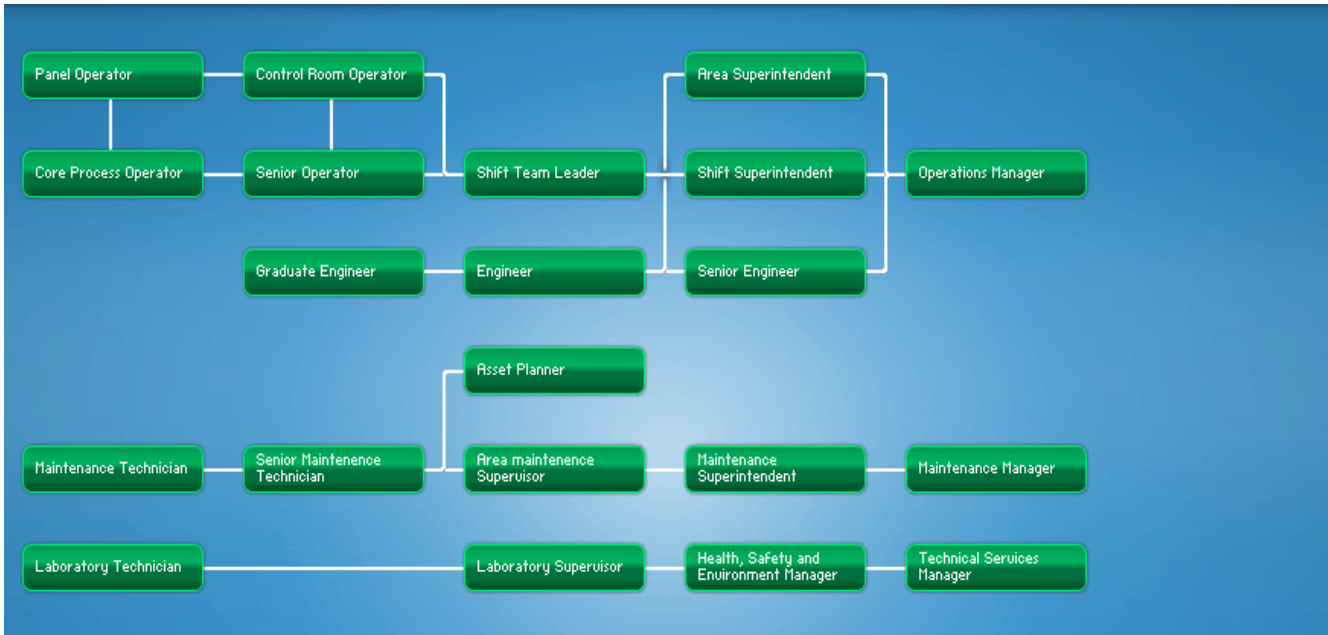 Panel Operator
Control Room Operator
Area Superintendent
Core Process Operator
Senior Operator
Shift Team Leader
Shift Superintendent
Operations Manager
Graduate Engineer
Engineer
Senior Engineer
Asset Planner
Maintenance Technician
Senior Maintenence
Technician
Area maintenence
Supervisor
Maintenance
Superintendent
Maintenance Manager
Laboratory Technician
Laboratory Supervisor
Health, Safety and
Environment Manager
Technical Services
Manager